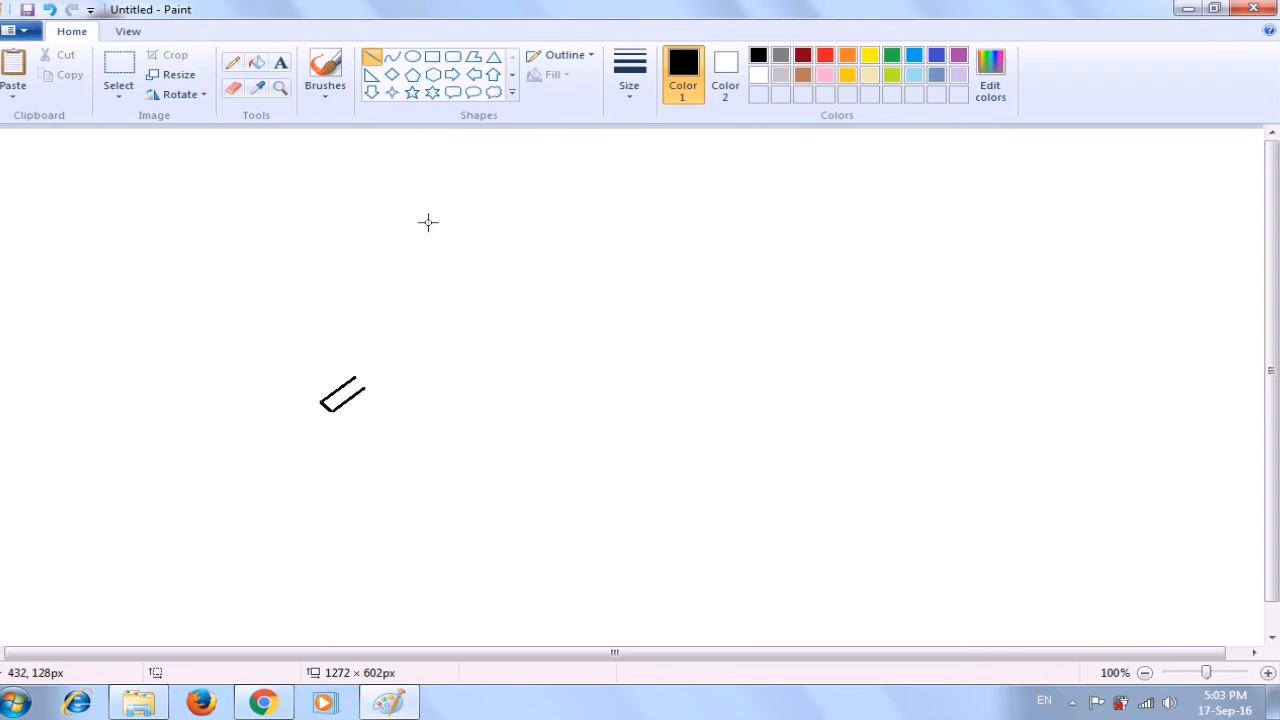 Untitled - Paint
Home View
Paste
Cut
Copy
Clipboard
Select
Crop
Resize
Rotate
Image
Tools
Brushes
Shapes
Outline
Fill
Size
Color 1
Color 2
Edit colors
Colors
432, 128px
1272 × 602px
100%
EN
5:03 PM
17-Sep-16